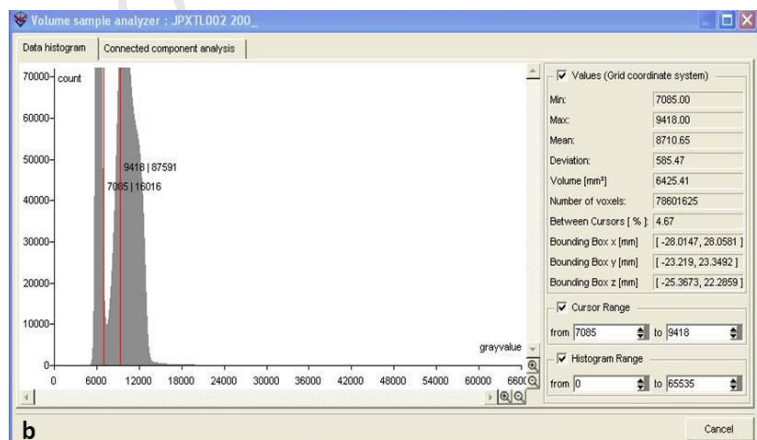 Volume sample analyzer : JPXTL002 200_
Data histogram Connected component analysis
70000 count
60000
50000
40000
30000
20000
10000
0
9418 | 87591
7085 | 16016
grayvalue
0 6000 12000 18000 24000 30000 36000 42000 48000 54000 60000 6600
Values (Grid coordinate system)
Min: 7085.00
Max: 9418.00
Mean: 8710.65
Deviation: 585.47
Volume [mm³] 6425.41
Number of voxels: 78601625
Between Cursors [ % ]: 4.67
Bounding Box x [mm] [ -28.0147, 28.0581 ]
Bounding Box y [mm] [ -23.219, 23.3492 ]
Bounding Box z [mm] [ -25.3673, 22.2859 ]
Cursor Range
from 7085 to 9418
Histogram Range
from 0 to 65535
b
Cancel